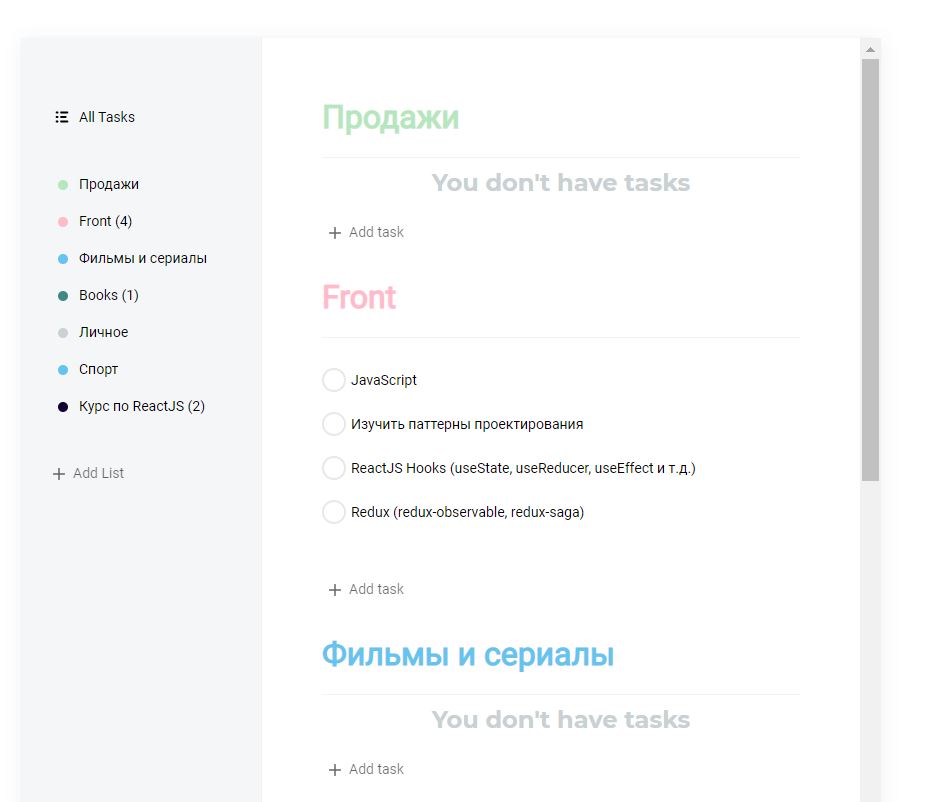 All Tasks
Продажи
Front (4)
Фильмы и сериалы
Books (1)
Личное
Спорт
Курс по ReactJS (2)
Add List
Продажи
You don't have tasks
Add task
Front
JavaScript
Изучить паттерны проектирования
ReactJS Hooks (useState, useReducer, useEffect и т.д.)
Redux (redux-observable, redux-saga)
Add task
Фильмы и сериалы
You don't have tasks
Add task